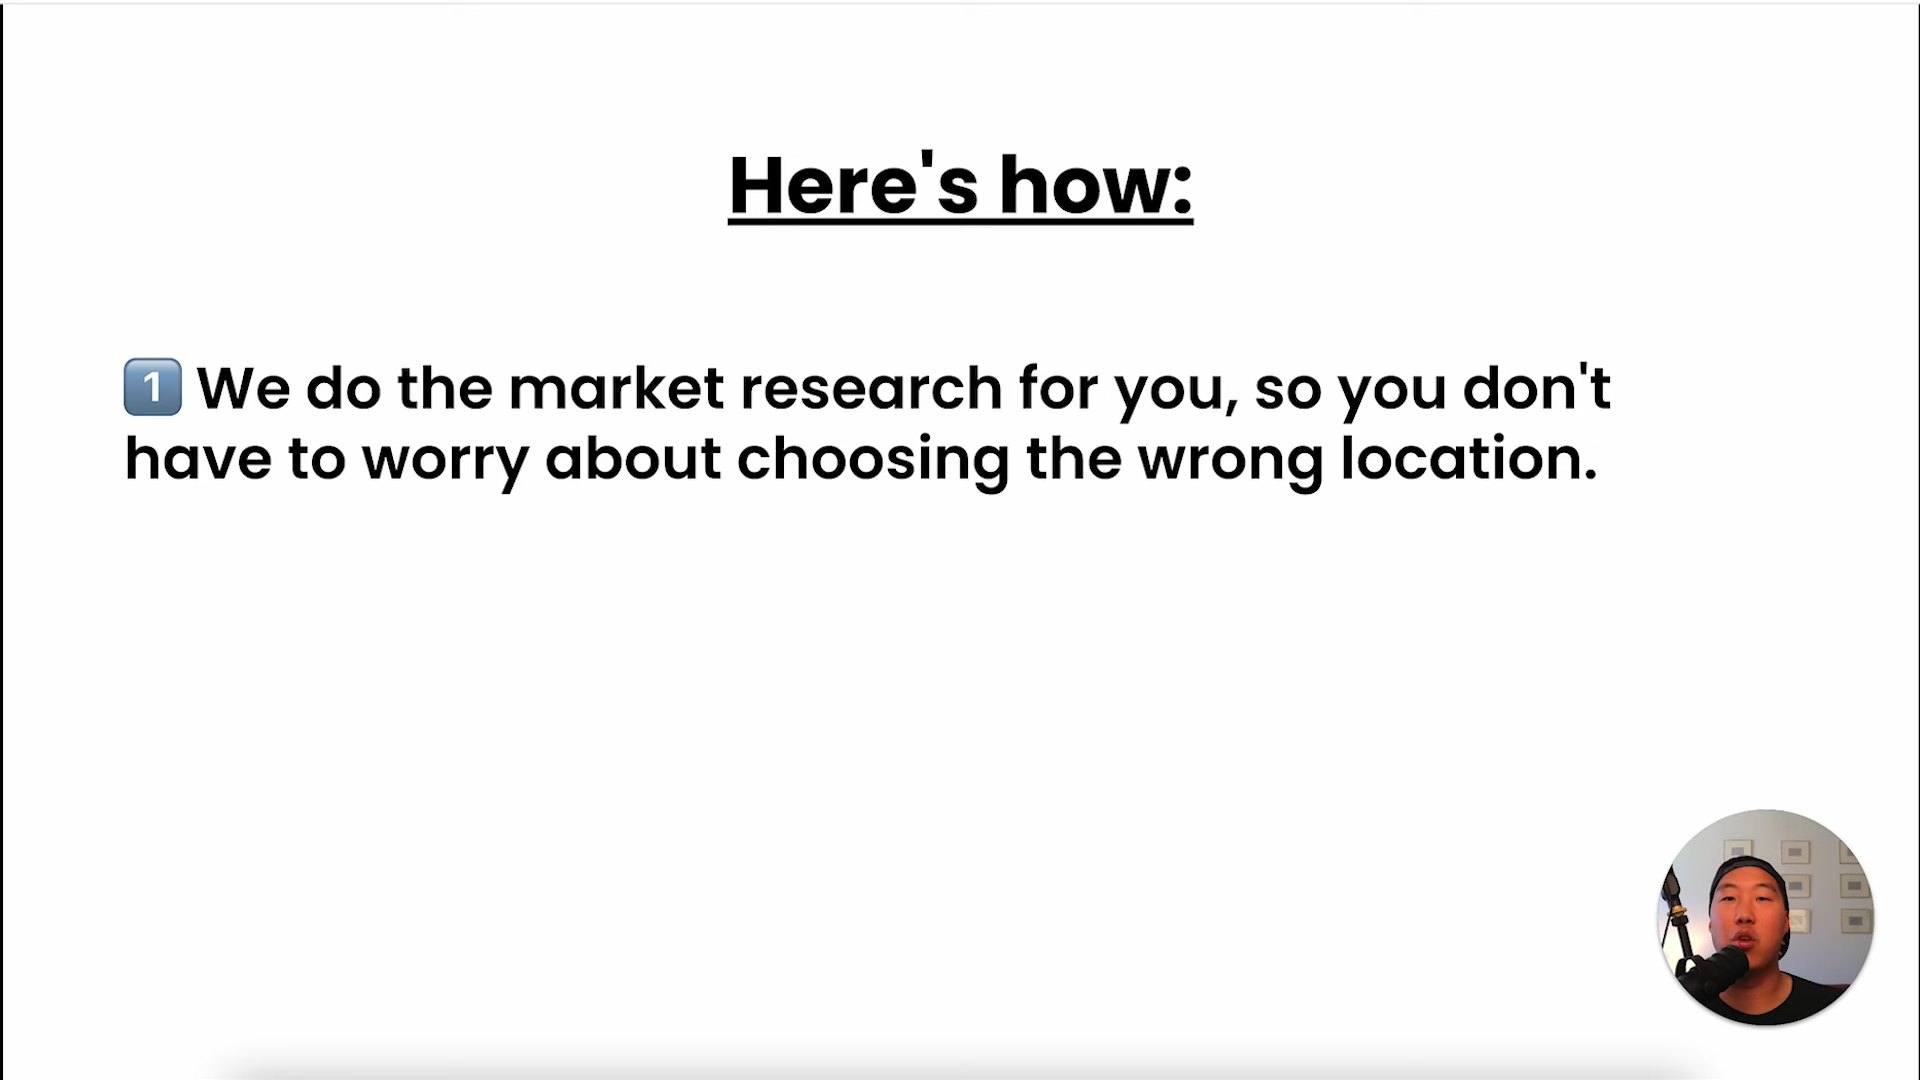 Here's how:
1️⃣ We do the market research for you, so you don't
have to worry about choosing the wrong location.